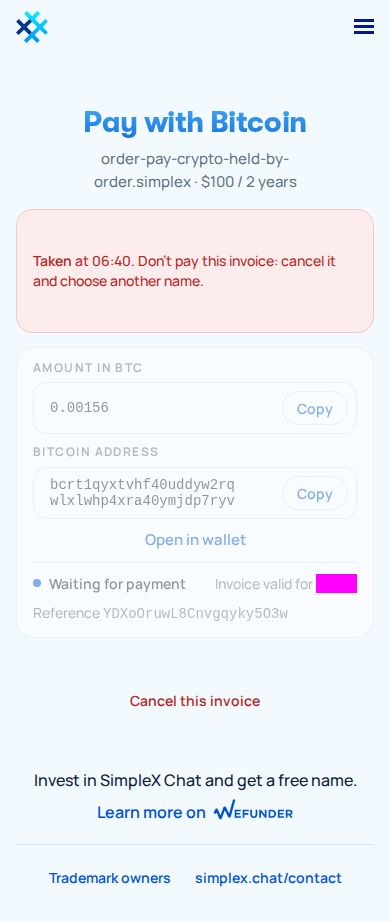 Pay with Bitcoin
order-pay-crypto-held-by-
order.simplex · $100 / 2 years
Taken at 06:40. Don't pay this invoice: cancel it
and choose another name.
AMOUNT IN BTC
0.00156
Copy
BITCOIN ADDRESS
bcrt1qyxtvhf40uddyw2rq
wlxlwhp4xra40ymjdp7ryv
Copy
Open in wallet
Waiting for payment
Invoice valid for
Reference YDXoOruwL8Cnvgqyky5O3w
Cancel this invoice
Invest in SimpleX Chat and get a free name.
Learn more on WEFUNDER
Trademark owners
simplex.chat/contact